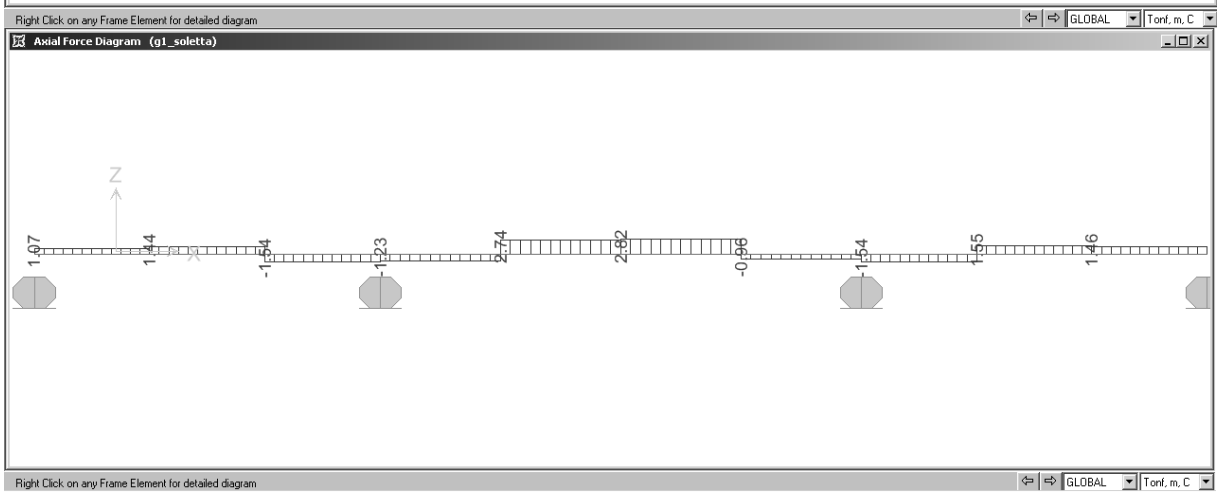 Right Click on any Frame Element for detailed diagram GLOBAL Tonf, m, C
Axial Force Diagram (g1_soletta)
Z
X
1.07 1.44 -1.54 -1.23 2.74 2.82 -0.96 -1.54 1.55 1.46
Right Click on any Frame Element for detailed diagram GLOBAL Tonf, m, C